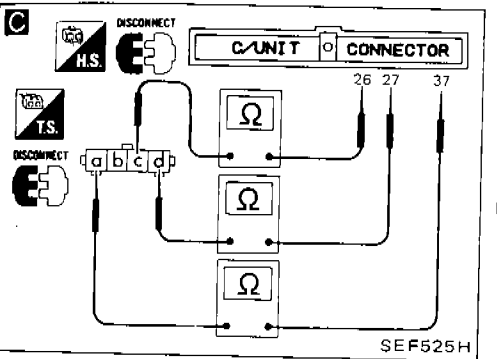 C
DISCONNECT
H.S.
C/UNIT CONNECTOR
26 27 37
T.S.
DISCONNECT
a b c d
Ω
Ω
Ω
SEF525H